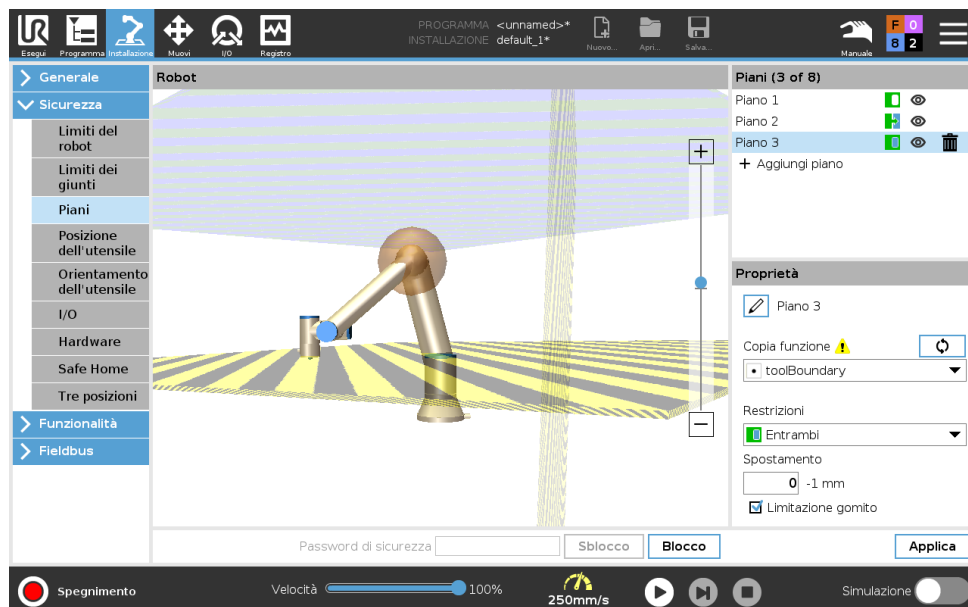 PROGRAMMA <unnamed>*
INSTALLAZIONE default_1*
Esegui Programma Installazione Muovi I/O Registro Nuovo... Apri... Salva... Manuale
F 0
8 2
Generale
Sicurezza
Limiti del
robot
Limiti dei
giunti
Piani
Posizione
dell'utensile
Orientamento
dell'utensile
I/O
Hardware
Safe Home
Tre posizioni
Funzionalità
Fieldbus
Robot
+
−
Piani (3 of 8)
Piano 1
Piano 2
Piano 3
+ Aggiungi piano
Proprietà
Piano 3
Copia funzione
toolBoundary
Restrizioni
Entrambi
Spostamento
0 -1 mm
Limitazione gomito
Password di sicurezza Sblocco Blocco Applica
Spegnimento Velocità 100% 250mm/s Simulazione